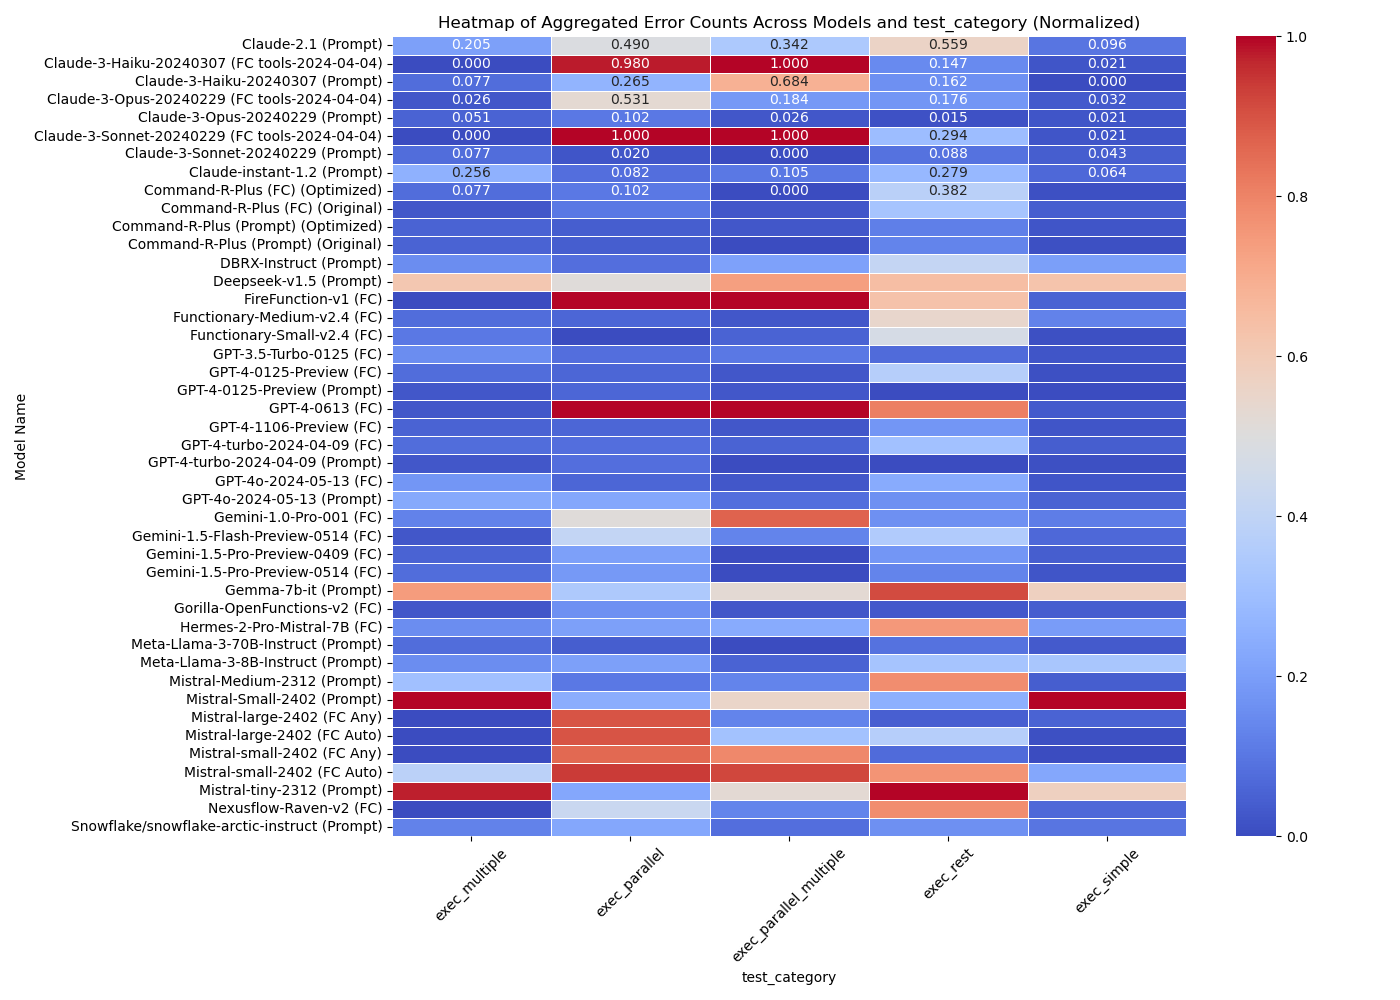 Heatmap of Aggregated Error Counts Across Models and test_category (Normalized)
Model Name
Claude-2.1 (Prompt) 0.205 0.490 0.342 0.559 0.096
Claude-3-Haiku-20240307 (FC tools-2024-04-04) 0.000 0.980 1.000 0.147 0.021
Claude-3-Haiku-20240307 (Prompt) 0.077 0.265 0.684 0.162 0.000
Claude-3-Opus-20240229 (FC tools-2024-04-04) 0.026 0.531 0.184 0.176 0.032
Claude-3-Opus-20240229 (Prompt) 0.051 0.102 0.026 0.015 0.021
Claude-3-Sonnet-20240229 (FC tools-2024-04-04) 0.000 1.000 1.000 0.294 0.021
Claude-3-Sonnet-20240229 (Prompt) 0.077 0.020 0.000 0.088 0.043
Claude-instant-1.2 (Prompt) 0.256 0.082 0.105 0.279 0.064
Command-R-Plus (FC) (Optimized) 0.077 0.102 0.000 0.382
Command-R-Plus (FC) (Original)
Command-R-Plus (Prompt) (Optimized)
Command-R-Plus (Prompt) (Original)
DBRX-Instruct (Prompt)
Deepseek-v1.5 (Prompt)
FireFunction-v1 (FC)
Functionary-Medium-v2.4 (FC)
Functionary-Small-v2.4 (FC)
GPT-3.5-Turbo-0125 (FC)
GPT-4-0125-Preview (FC)
GPT-4-0125-Preview (Prompt)
GPT-4-0613 (FC)
GPT-4-1106-Preview (FC)
GPT-4-turbo-2024-04-09 (FC)
GPT-4-turbo-2024-04-09 (Prompt)
GPT-4o-2024-05-13 (FC)
GPT-4o-2024-05-13 (Prompt)
Gemini-1.0-Pro-001 (FC)
Gemini-1.5-Flash-Preview-0514 (FC)
Gemini-1.5-Pro-Preview-0409 (FC)
Gemini-1.5-Pro-Preview-0514 (FC)
Gemma-7b-it (Prompt)
Gorilla-OpenFunctions-v2 (FC)
Hermes-2-Pro-Mistral-7B (FC)
Meta-Llama-3-70B-Instruct (Prompt)
Meta-Llama-3-8B-Instruct (Prompt)
Mistral-Medium-2312 (Prompt)
Mistral-Small-2402 (Prompt)
Mistral-large-2402 (FC Any)
Mistral-large-2402 (FC Auto)
Mistral-small-2402 (FC Any)
Mistral-small-2402 (FC Auto)
Mistral-tiny-2312 (Prompt)
Nexusflow-Raven-v2 (FC)
Snowflake/snowflake-arctic-instruct (Prompt)
exec_multiple exec_parallel exec_parallel_multiple exec_rest exec_simple
test_category
1.0
0.8
0.6
0.4
0.2
0.0